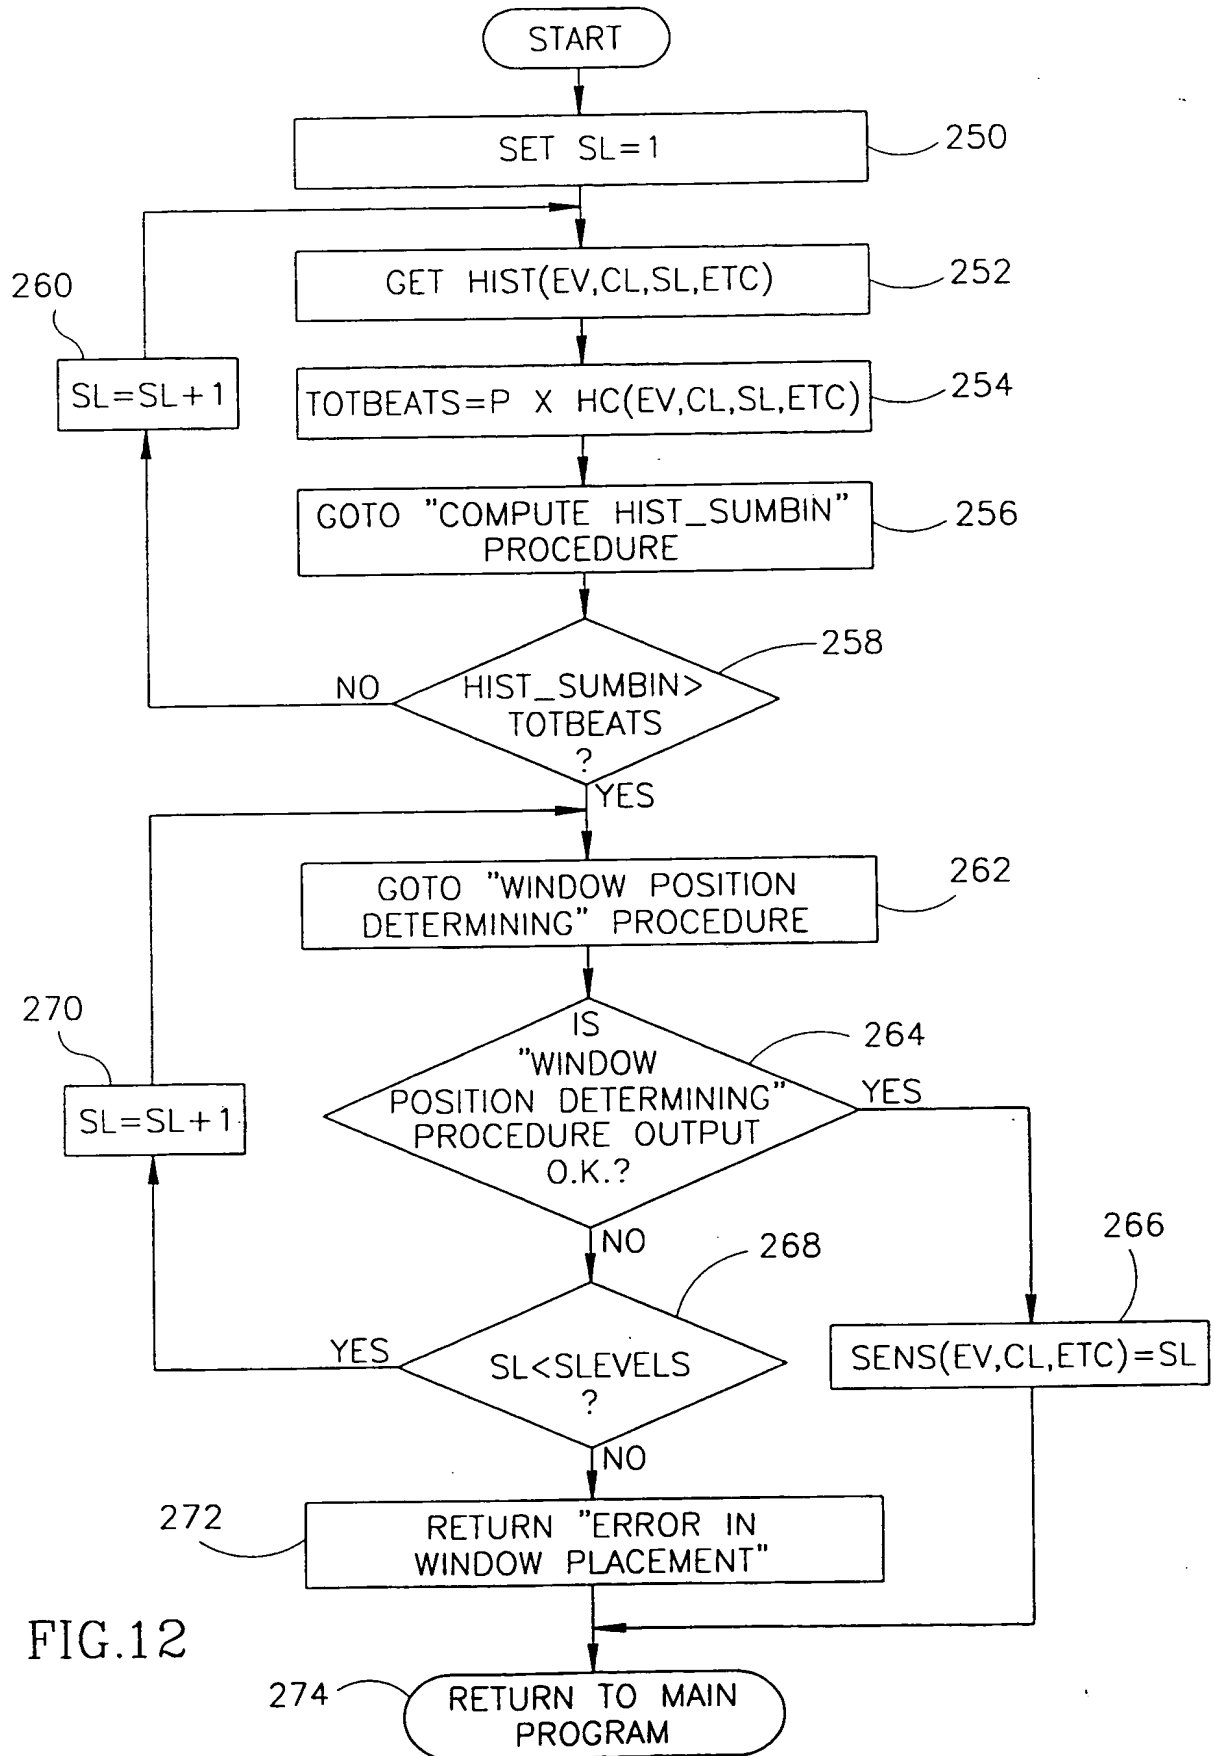 START
SET SL=1
250
GET HIST(EV,CL,SL,ETC)
252
260
SL=SL+1
TOTBEATS=P X HC(EV,CL,SL,ETC)
254
GOTO "COMPUTE HIST_SUMBIN"
PROCEDURE
256
258
NO
HIST_SUMBIN>
TOTBEATS
?
YES
GOTO "WINDOW POSITION
DETERMINING" PROCEDURE
262
270
SL=SL+1
IS
"WINDOW
POSITION DETERMINING"
PROCEDURE OUTPUT
O.K.?
264
YES
NO
268
266
YES
SL<SLEVELS
?
SENS(EV,CL,ETC)=SL
NO
272
RETURN "ERROR IN
WINDOW PLACEMENT"
FIG.12
274
RETURN TO MAIN
PROGRAM